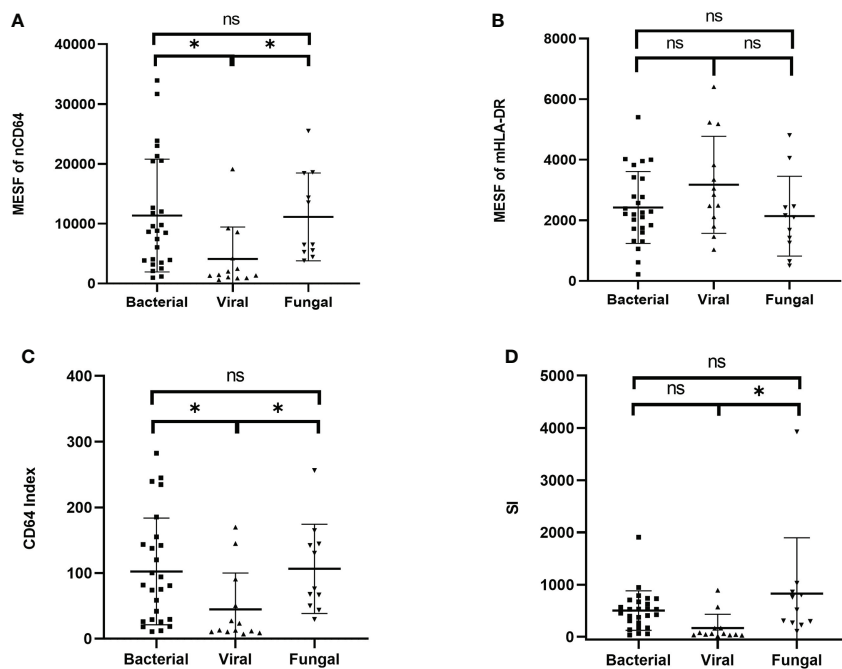 A
ns
* *
MESF of nCD64
40000
30000
20000
10000
0
Bacterial Viral Fungal
B
ns
ns ns
MESF of mHLA-DR
8000
6000
4000
2000
0
Bacterial Viral Fungal
C
ns
* *
CD64 Index
400
300
200
100
0
Bacterial Viral Fungal
D
ns
ns *
SI
5000
4000
3000
2000
1000
0
Bacterial Viral Fungal